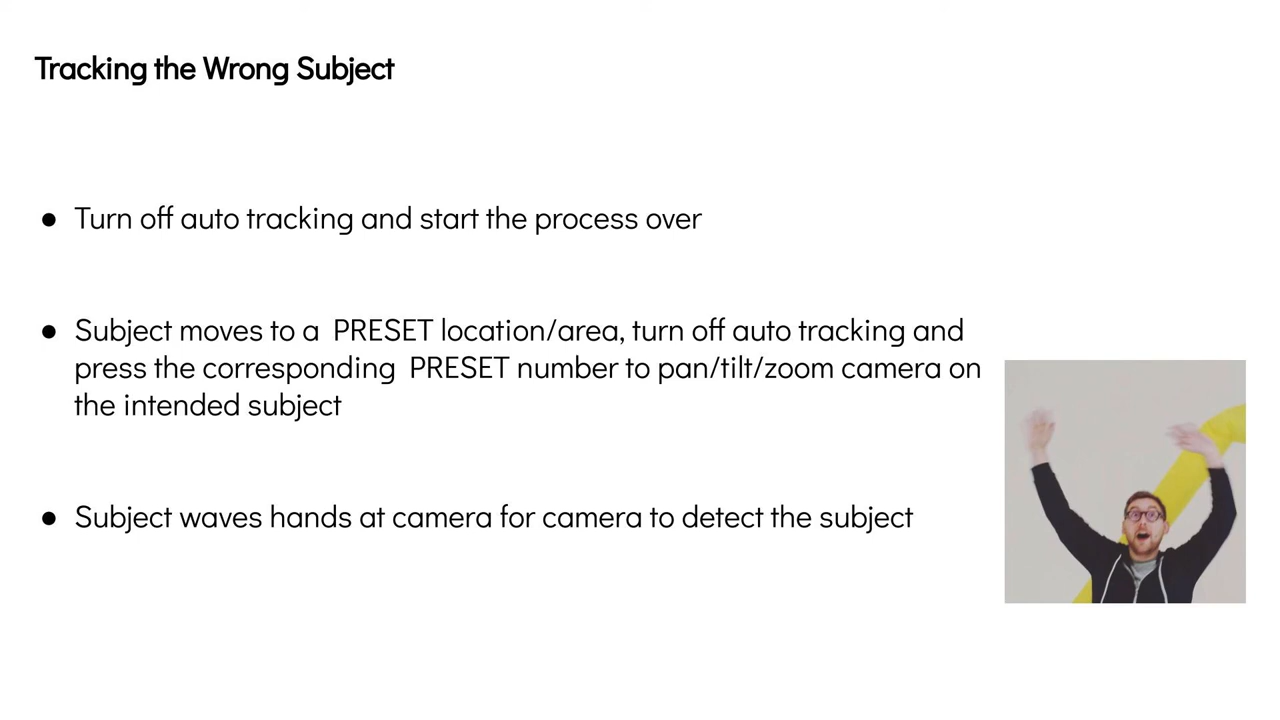 Tracking the Wrong Subject
● Turn off auto tracking and start the process over
● Subject moves to a PRESET location/area, turn off auto tracking and
press the corresponding PRESET number to pan/tilt/zoom camera on
the intended subject
● Subject waves hands at camera for camera to detect the subject